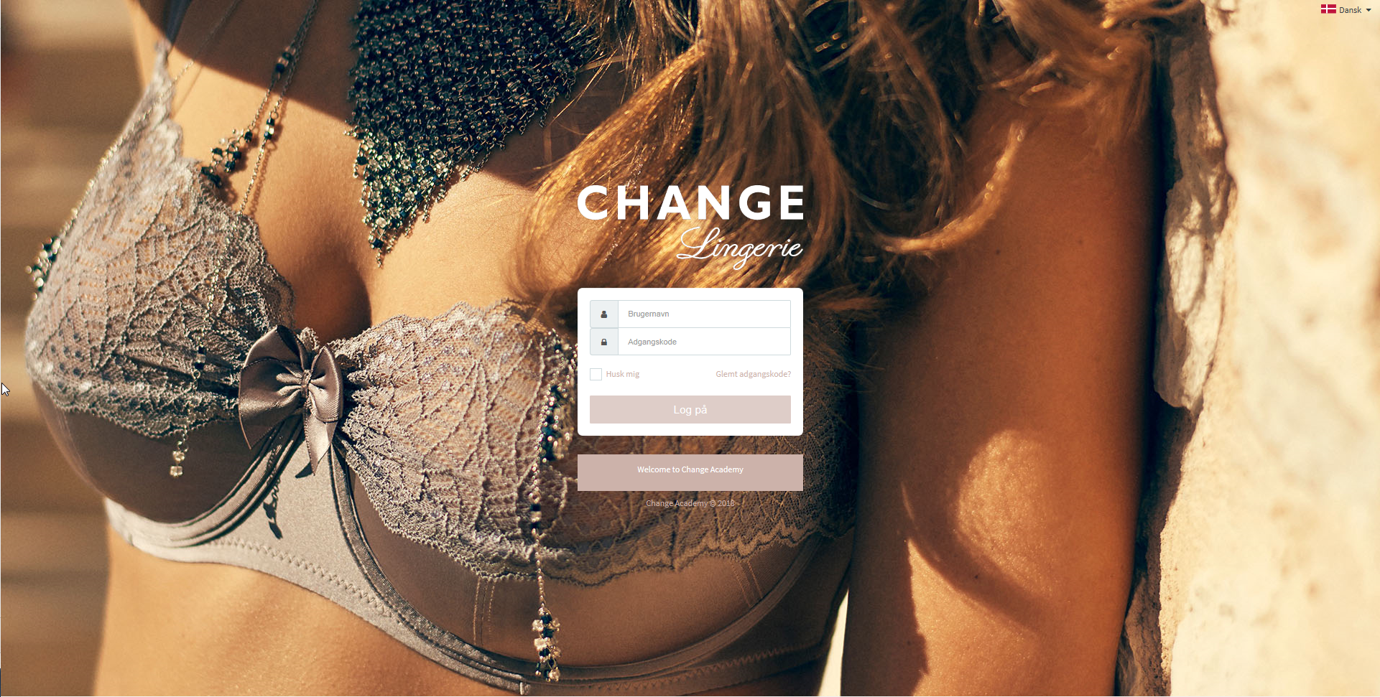 Dansk
CHANGE
Lingerie
Brugernavn
Adgangskode
Husk mig
Glemt adgangskode?
Log på
Welcome to Change Academy
Change Academy © 2018